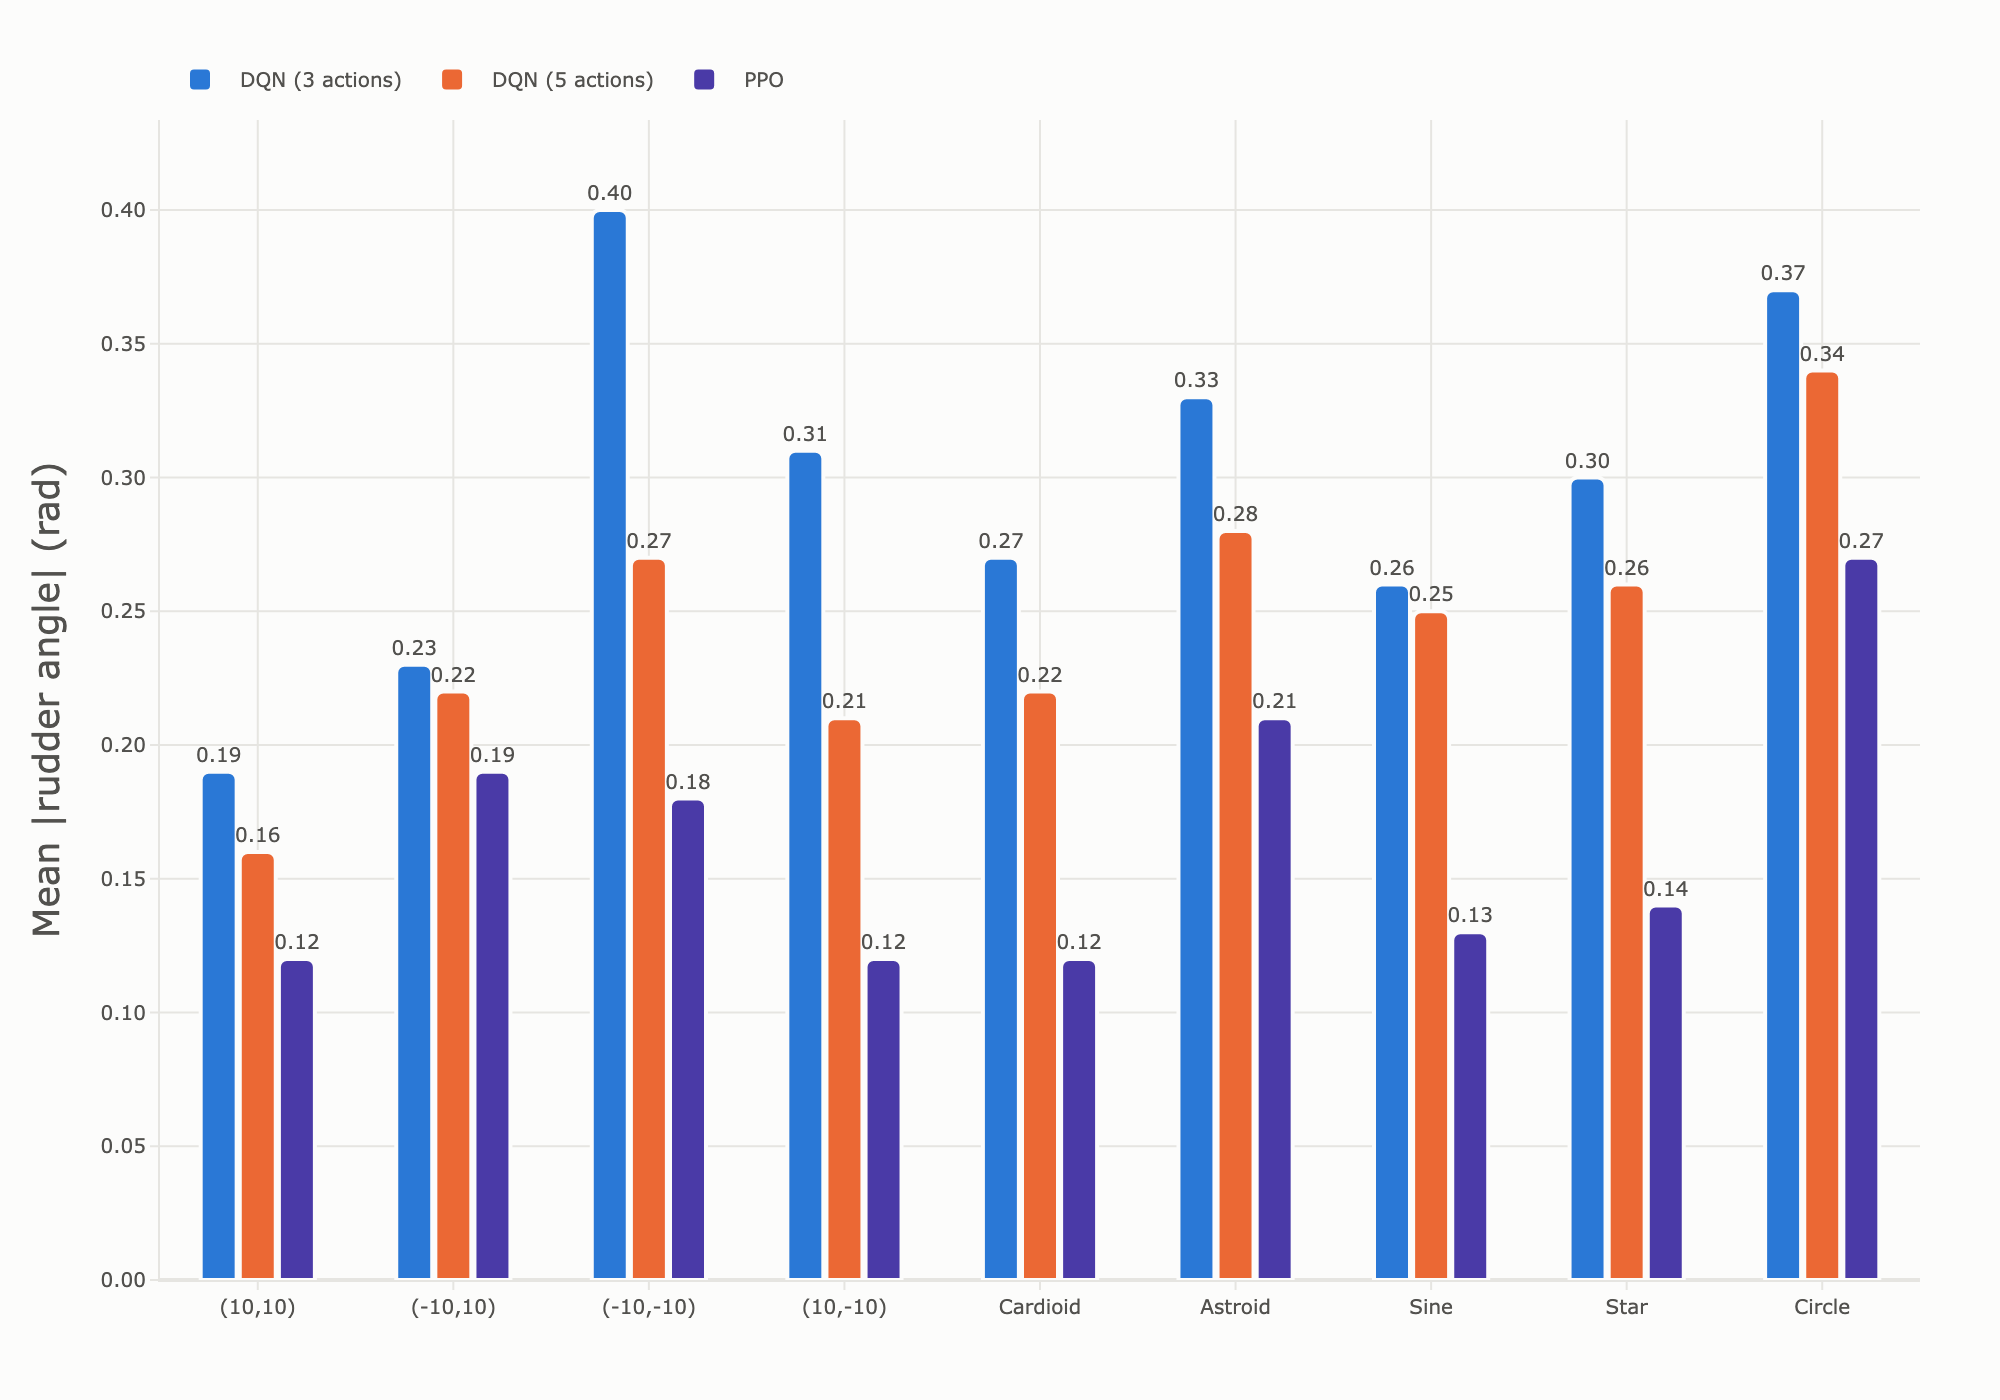 DQN (3 actions) DQN (5 actions) PPO
Mean |rudder angle| (rad)
0.40
0.35
0.30
0.25
0.20
0.15
0.10
0.05
0.00
0.19 0.16 0.12
0.23 0.22 0.19
0.40 0.27 0.18
0.31 0.21 0.12
0.27 0.22 0.12
0.33 0.28 0.21
0.26 0.25 0.13
0.30 0.26 0.14
0.37 0.34 0.27
(10,10) (-10,10) (-10,-10) (10,-10) Cardioid Astroid Sine Star Circle